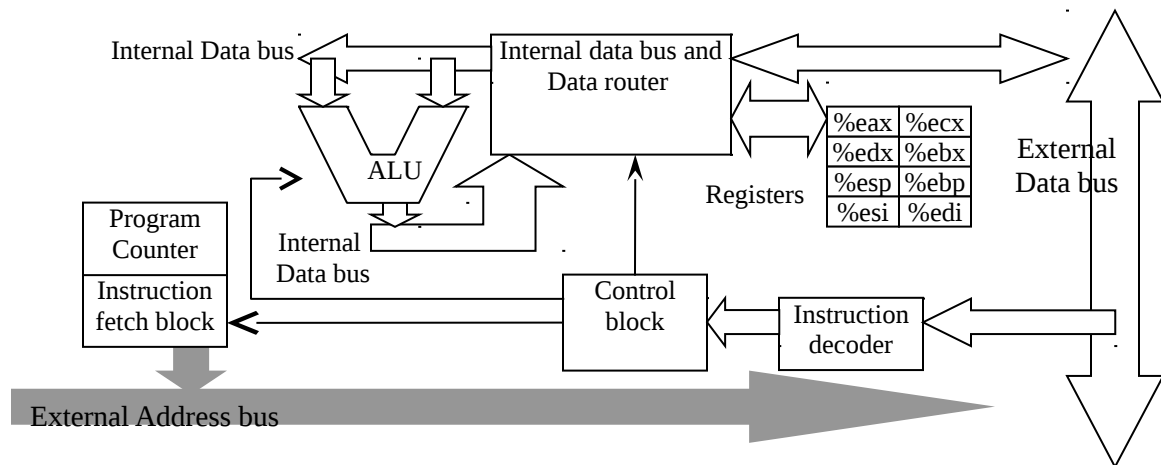 Internal Data bus
Internal data bus and
Data router
%eax %ecx
%edx %ebx
%esp %ebp
%esi %edi
External
Data bus
ALU
Registers
Program
Counter
Internal
Data bus
Instruction
fetch block
Control
block
Instruction
decoder
External Address bus